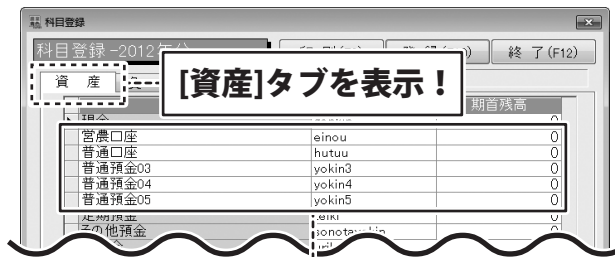 科目登録
科目登録-2012年
終 了(F12)
資 産
[資産]タブを表示！
期首残高
現金 0
営農口座 einou 0
普通口座 hutuu 0
普通預金03 yokin3 0
普通預金04 yokin4 0
普通預金05 yokin5 0
定期預金 teiki 0
その他預金 sonotayokin 0